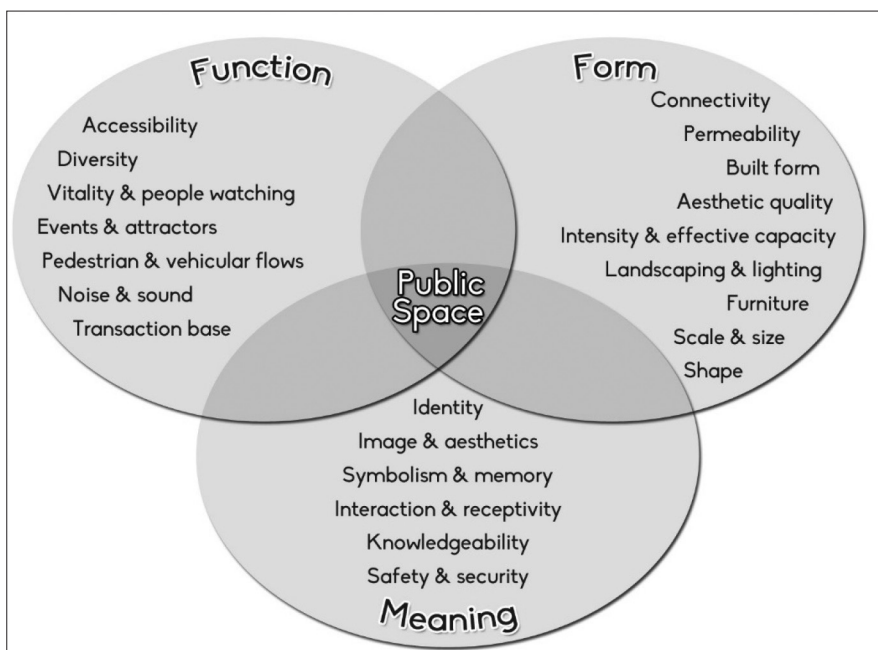 Function
Accessibility
Diversity
Vitality & people watching
Events & attractors
Pedestrian & vehicular flows
Noise & sound
Transaction base
Form
Connectivity
Permeability
Built form
Aesthetic quality
Intensity & effective capacity
Landscaping & lighting
Furniture
Scale & size
Shape
Public
Space
Identity
Image & aesthetics
Symbolism & memory
Interaction & receptivity
Knowledgeability
Safety & security
Meaning